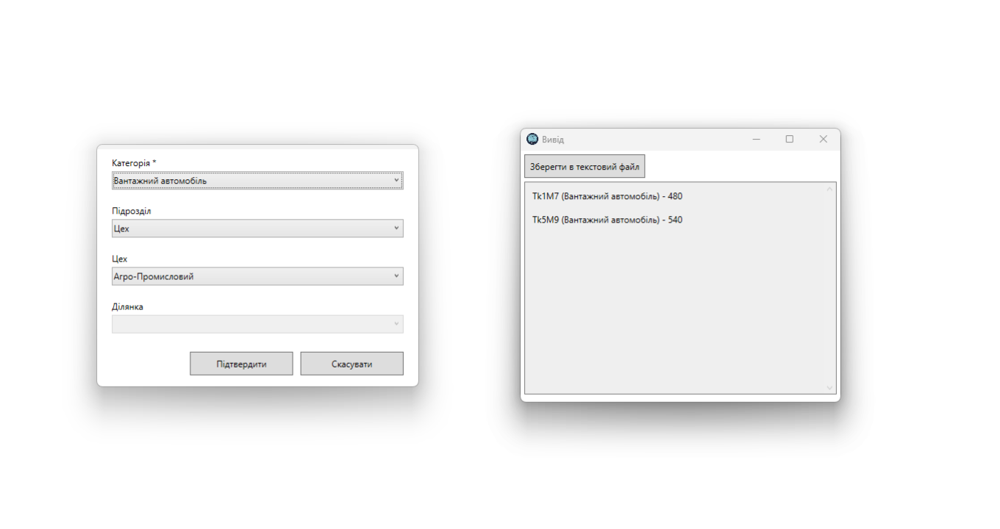 Категорія *
Вантажний автомобіль
Підрозділ
Цех
Цех
Агро-Промисловий
Ділянка
Підтвердити
Скасувати
Вивід
Зберегти в текстовий файл
Tk1M7 (Вантажний автомобіль) - 480
Tk5M9 (Вантажний автомобіль) - 540